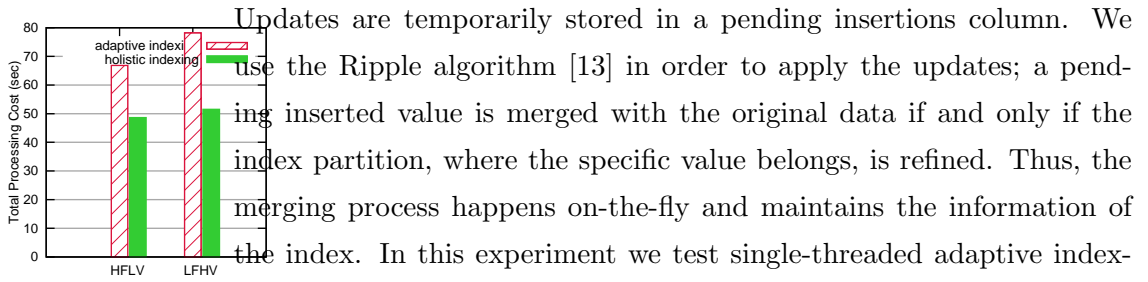 80
70
60
50
40
30
20
10
0
Total Processing Cost (sec)
adaptive indexing
holistic indexing
HFLV
LFHV
Updates are temporarily stored in a pending insertions column. We
use the Ripple algorithm [13] in order to apply the updates; a pend-
ing inserted value is merged with the original data if and only if the
index partition, where the specific value belongs, is refined. Thus, the
merging process happens on-the-fly and maintains the information of
the index. In this experiment we test single-threaded adaptive index-